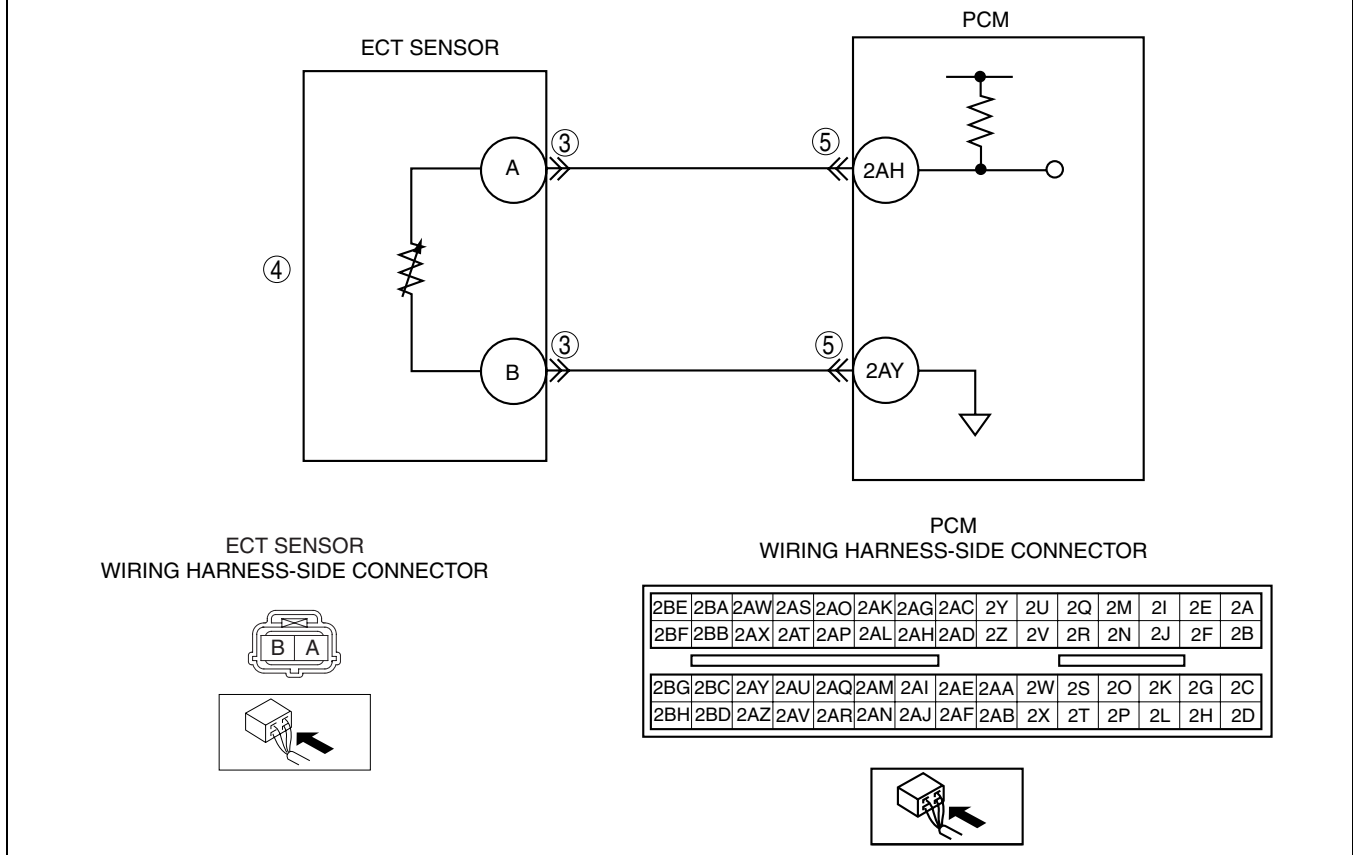 PCM
ECT SENSOR
A
③
⑤
2AH
④
B
③
⑤
2AY
ECT SENSOR
WIRING HARNESS-SIDE CONNECTOR
B A
PCM
WIRING HARNESS-SIDE CONNECTOR
2BE 2BA 2AW 2AS 2AO 2AK 2AG 2AC 2Y 2U 2Q 2M 2I 2E 2A
2BF 2BB 2AX 2AT 2AP 2AL 2AH 2AD 2Z 2V 2R 2N 2J 2F 2B
2BG 2BC 2AY 2AU 2AQ 2AM 2AI 2AE 2AA 2W 2S 2O 2K 2G 2C
2BH 2BD 2AZ 2AV 2AR 2AN 2AJ 2AF 2AB 2X 2T 2P 2L 2H 2D